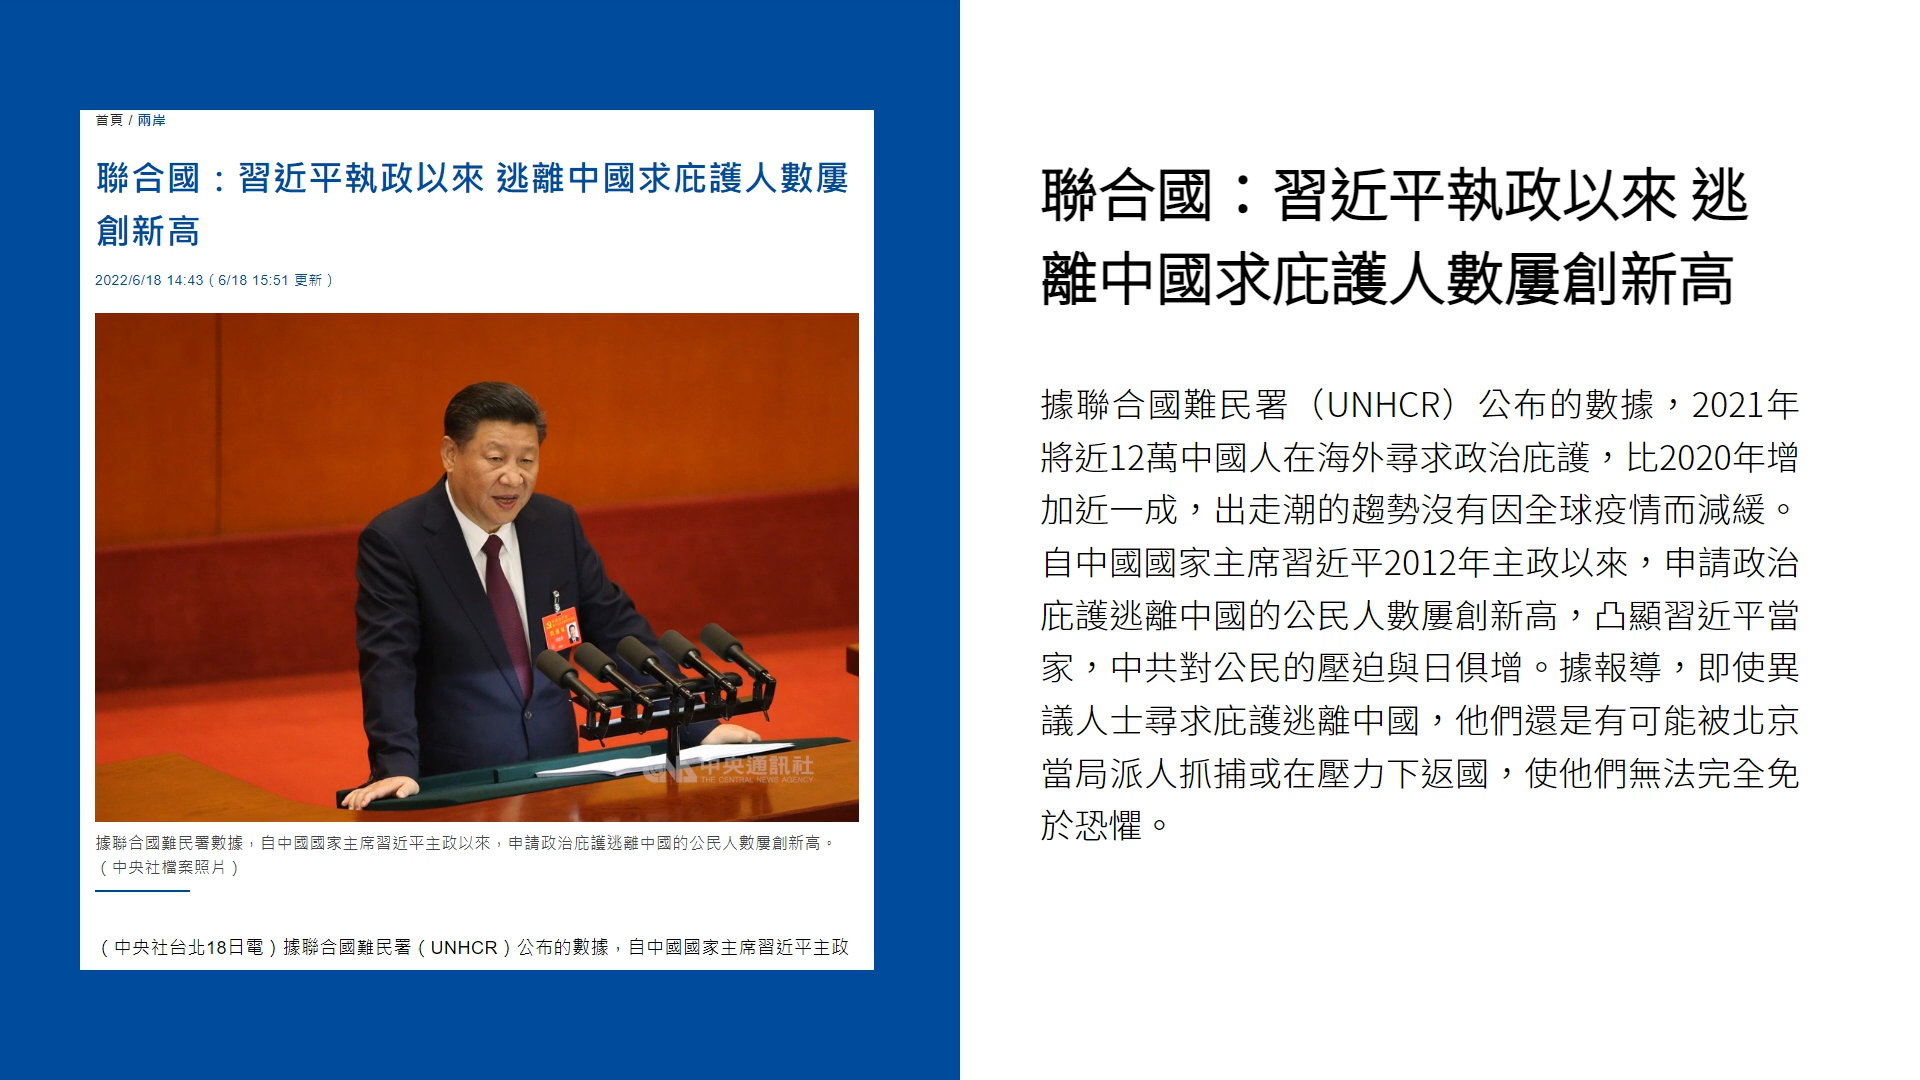 首頁 / 兩岸
聯合國：習近平執政以來 逃離中國求庇護人數屢
創新高
2022/6/18 14:43（6/18 15:51 更新）
中央通訊社
THE CENTRAL NEWS AGENCY
據聯合國難民署數據，自中國國家主席習近平主政以來，申請政治庇護逃離中國的公民人數屢創新高。
（中央社檔案照片）
（中央社台北18日電）據聯合國難民署（UNHCR）公布的數據，自中國國家主席習近平主政
聯合國：習近平執政以來 逃
離中國求庇護人數屢創新高
據聯合國難民署（UNHCR）公布的數據，2021年
將近12萬中國人在海外尋求政治庇護，比2020年增
加近一成，出走潮的趨勢沒有因全球疫情而減緩。
自中國國家主席習近平2012年主政以來，申請政治
庇護逃離中國的公民人數屢創新高，凸顯習近平當
家，中共對公民的壓迫與日俱增。據報導，即使異
議人士尋求庇護逃離中國，他們還是有可能被北京
當局派人抓捕或在壓力下返國，使他們無法完全免
於恐懼。